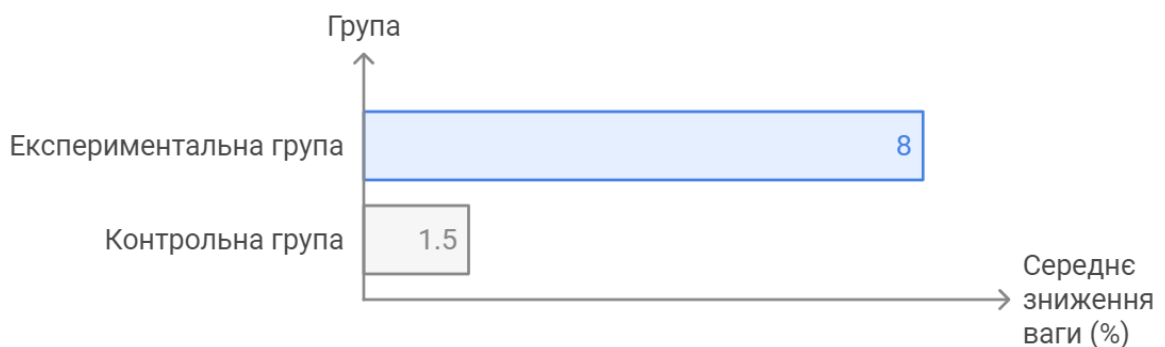 Група
Експериментальна група
8
Контрольна група
1.5
Середнє
зниження
ваги (%)